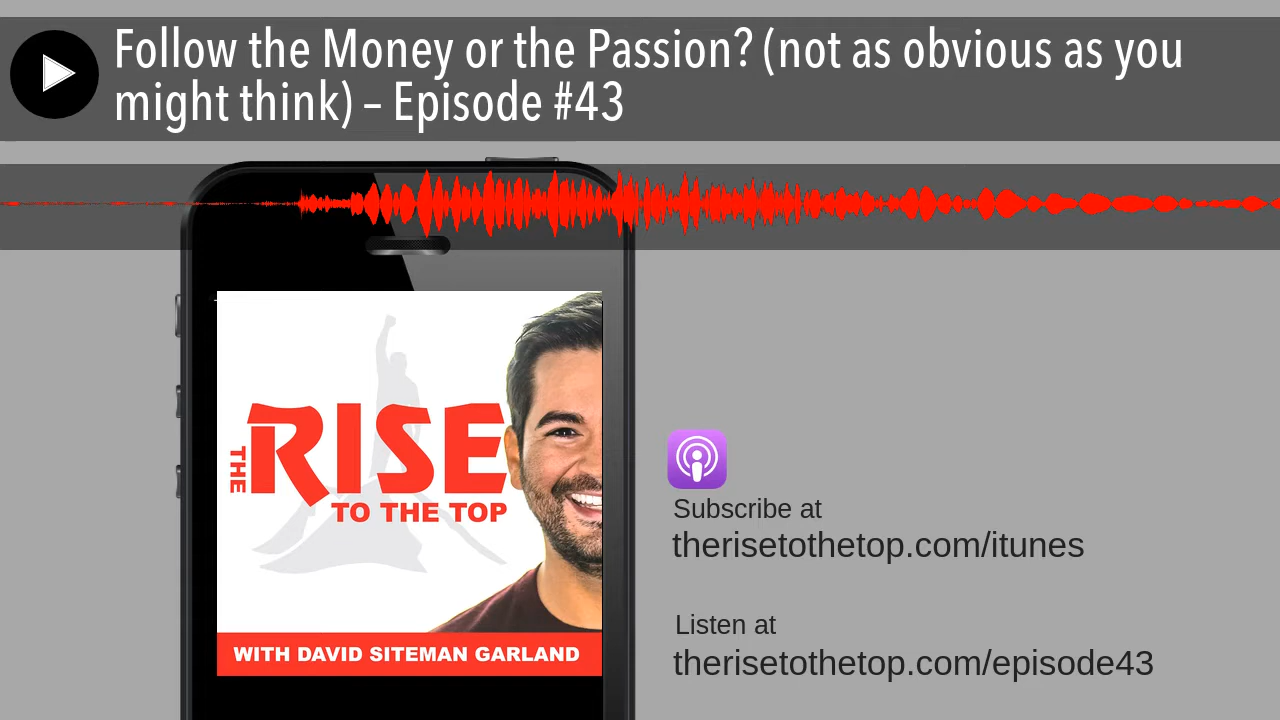 Follow the Money or the Passion? (not as obvious as you
might think) – Episode #43
THE
RISE
TO THE TOP
WITH DAVID SITEMAN GARLAND
Subscribe at
therisetothetop.com/itunes
Listen at
therisetothetop.com/episode43